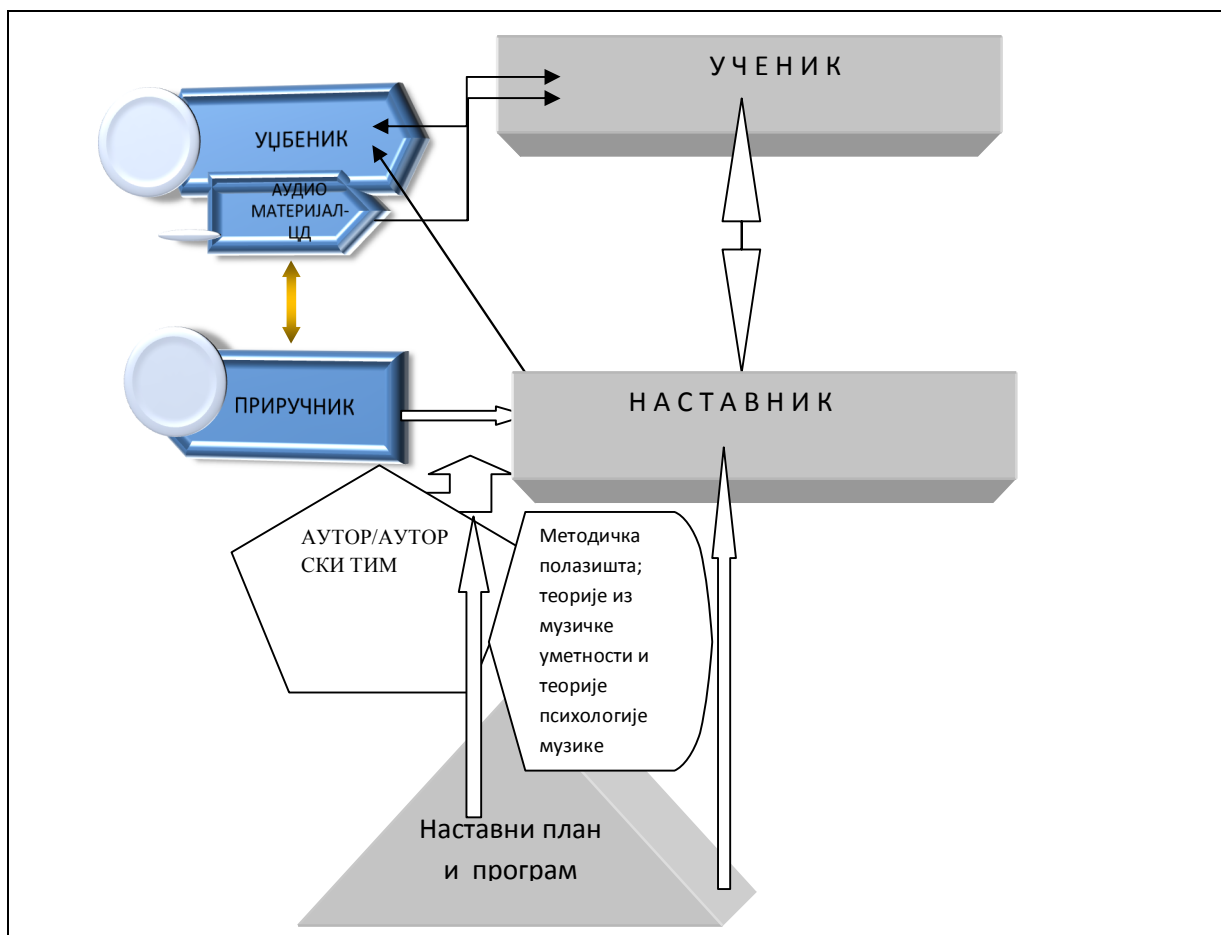 У Ч Е Н И К
УЏБЕНИК
АУДИО
МАТЕРИЈАЛ-
ЦД
ПРИРУЧНИК
Н А С Т А В Н И К
АУТОР/АУТОР
СКИ ТИМ
Методичка
полазишта;
теорије из
музичке
уметности и
теорије
психологије
музике
Наставни план
и програм